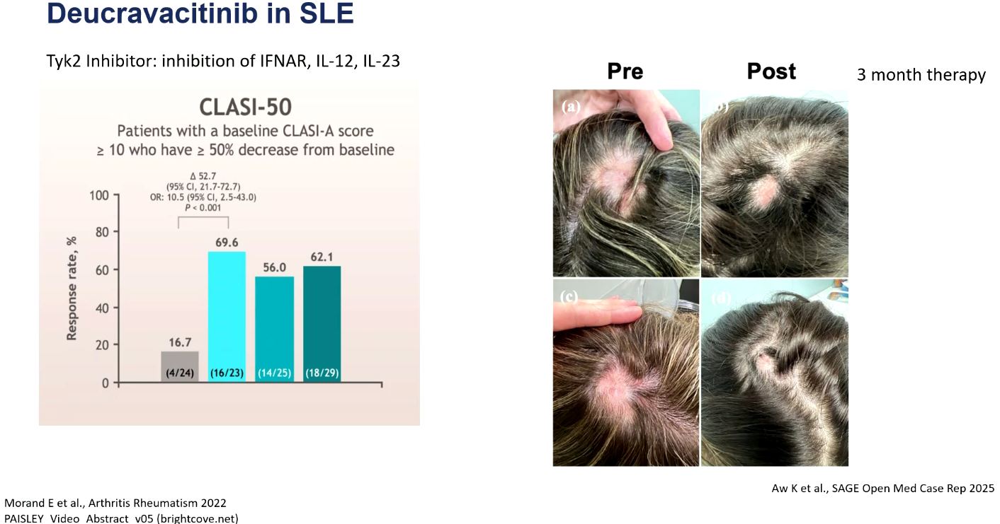 Deucravacitinib in SLE
Tyk2 Inhibitor: inhibition of IFNAR, IL-12, IL-23
CLASI-50
Patients with a baseline CLASI-A score
≥ 10 who have ≥ 50% decrease from baseline
Δ 52.7
(95% CI, 21.7-72.7)
OR: 10.5 (95% CI, 2.5-43.0)
P < 0.001
Response rate, %
100
80
60
40
20
0
16.7
69.6
56.0
62.1
(4/24)
(16/23)
(14/25)
(18/29)
Pre
Post
3 month therapy
(a)
(b)
(c)
(d)
Aw K et al., SAGE Open Med Case Rep 2025
Morand E et al., Arthritis Rheumatism 2022
PAISLEY_Video_Abstract_v05 (brightcove.net)